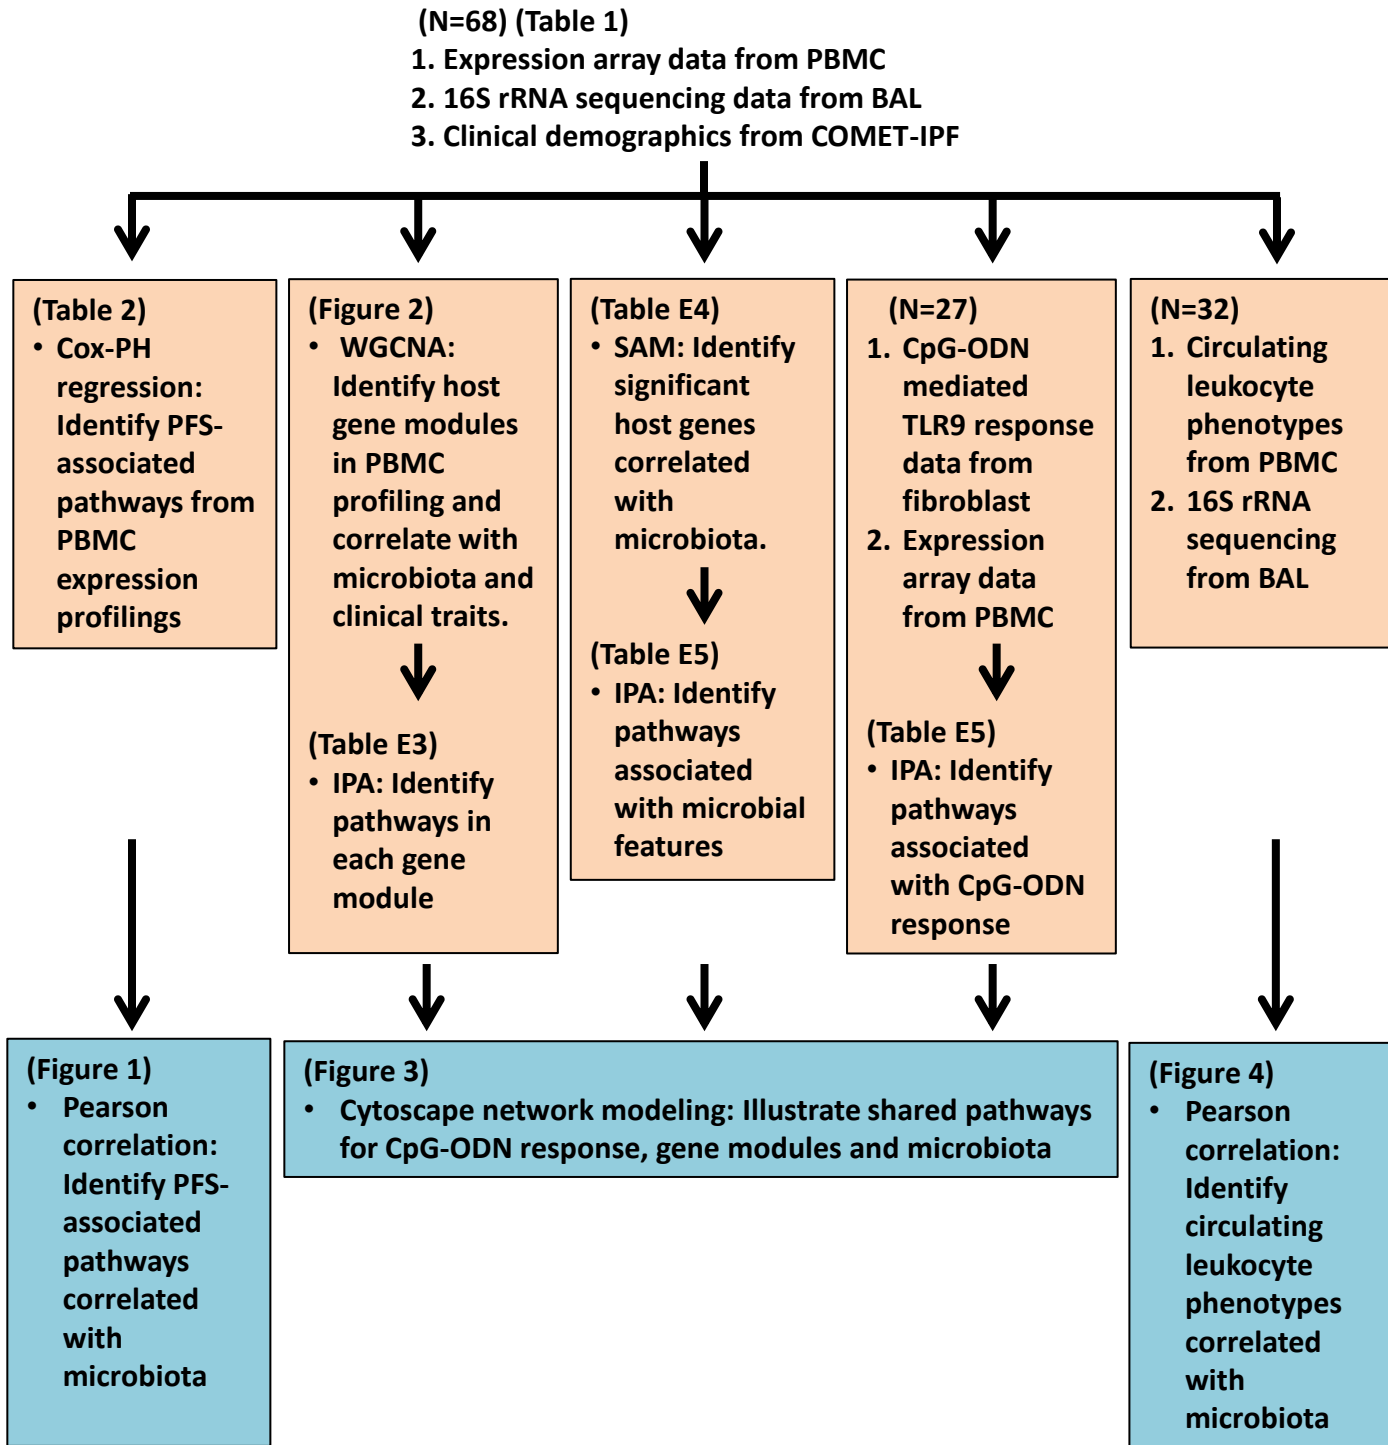 (N=68) (Table 1)
1. Expression array data from PBMC
2. 16S rRNA sequencing data from BAL
3. Clinical demographics from COMET-IPF
(Table 2)
• Cox-PH
regression:
Identify PFS-
associated
pathways from
PBMC
expression
profilings
(Figure 2)
• WGCNA:
Identify host
gene modules
in PBMC
profiling and
correlate with
microbiota and
clinical traits.
(Table E3)
• IPA: Identify
pathways in
each gene
module
(Table E4)
• SAM: Identify
significant
host genes
correlated
with
microbiota.
(Table E5)
• IPA: Identify
pathways
associated
with microbial
features
(N=27)
1. CpG-ODN
mediated
TLR9 response
data from
fibroblast
2. Expression
array data
from PBMC
(Table E5)
• IPA: Identify
pathways
associated
with CpG-ODN
response
(N=32)
1. Circulating
leukocyte
phenotypes
from PBMC
2. 16S rRNA
sequencing
from BAL
(Figure 1)
• Pearson
correlation:
Identify PFS-
associated
pathways
correlated
with
microbiota
(Figure 3)
• Cytoscape network modeling: Illustrate shared pathways
for CpG-ODN response, gene modules and microbiota
(Figure 4)
• Pearson
correlation:
Identify
circulating
leukocyte
phenotypes
correlated
with
microbiota